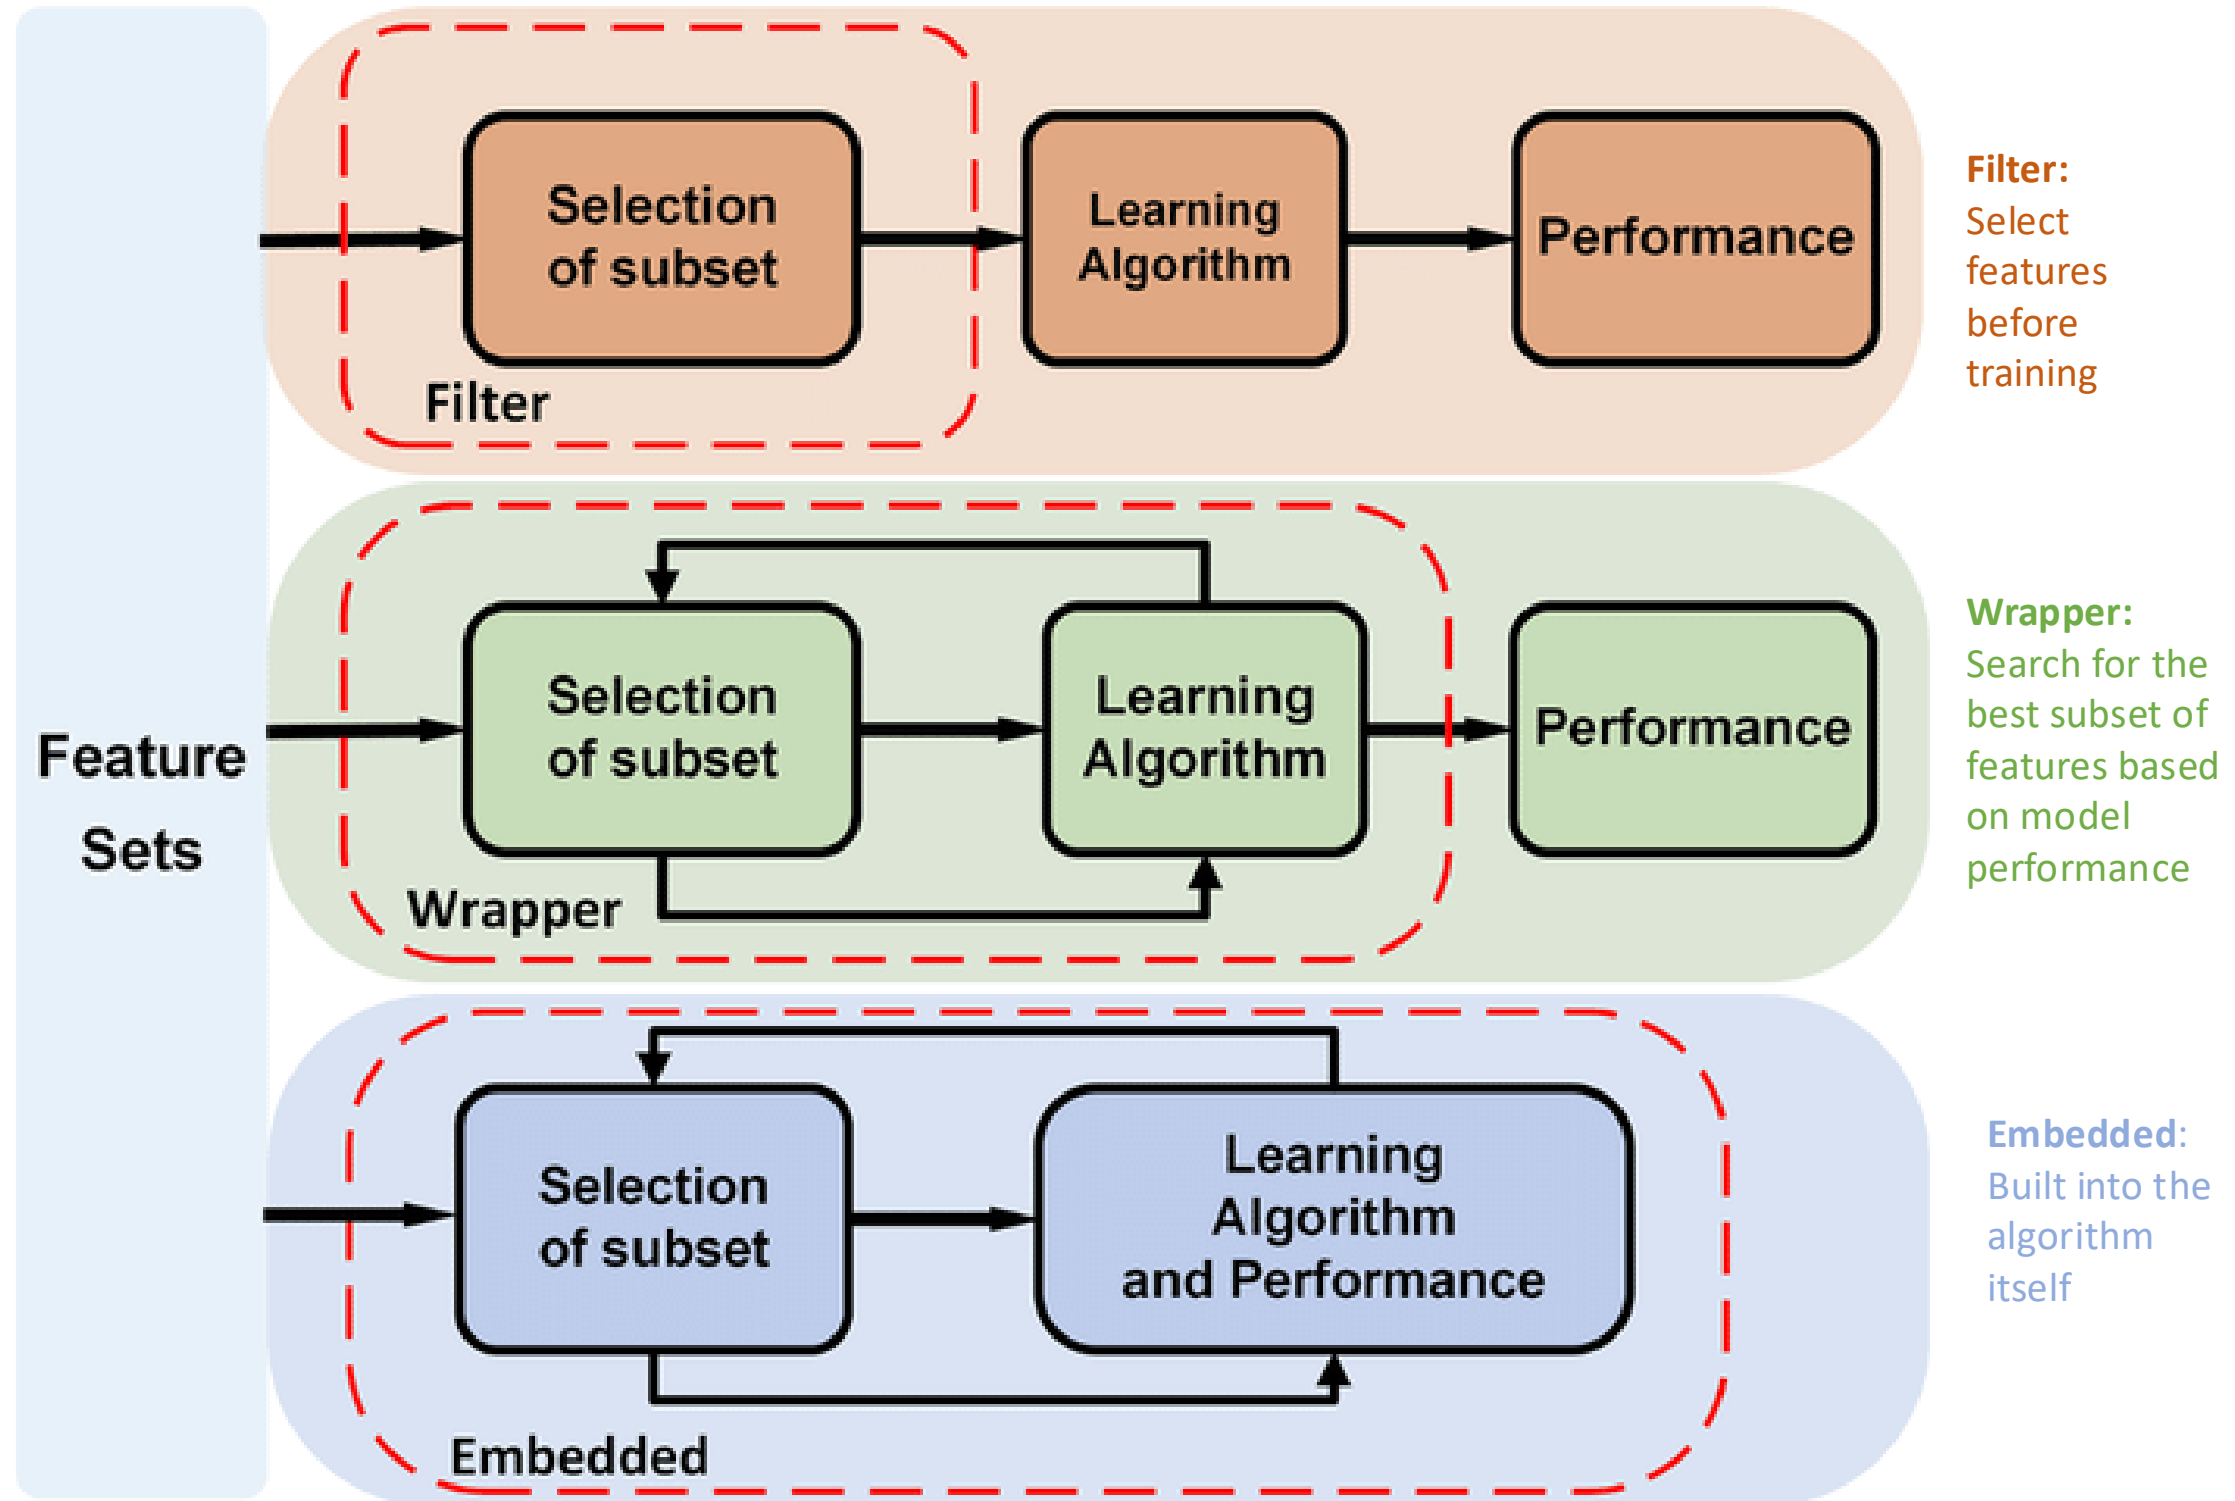 Feature
Sets
Selection
of subset
Learning
Algorithm
Performance
Filter
Filter:
Select
features
before
training
Selection
of subset
Learning
Algorithm
Performance
Wrapper
Wrapper:
Search for the
best subset of
features based
on model
performance
Selection
of subset
Learning
Algorithm
and Performance
Embedded
Embedded:
Built into the
algorithm
itself